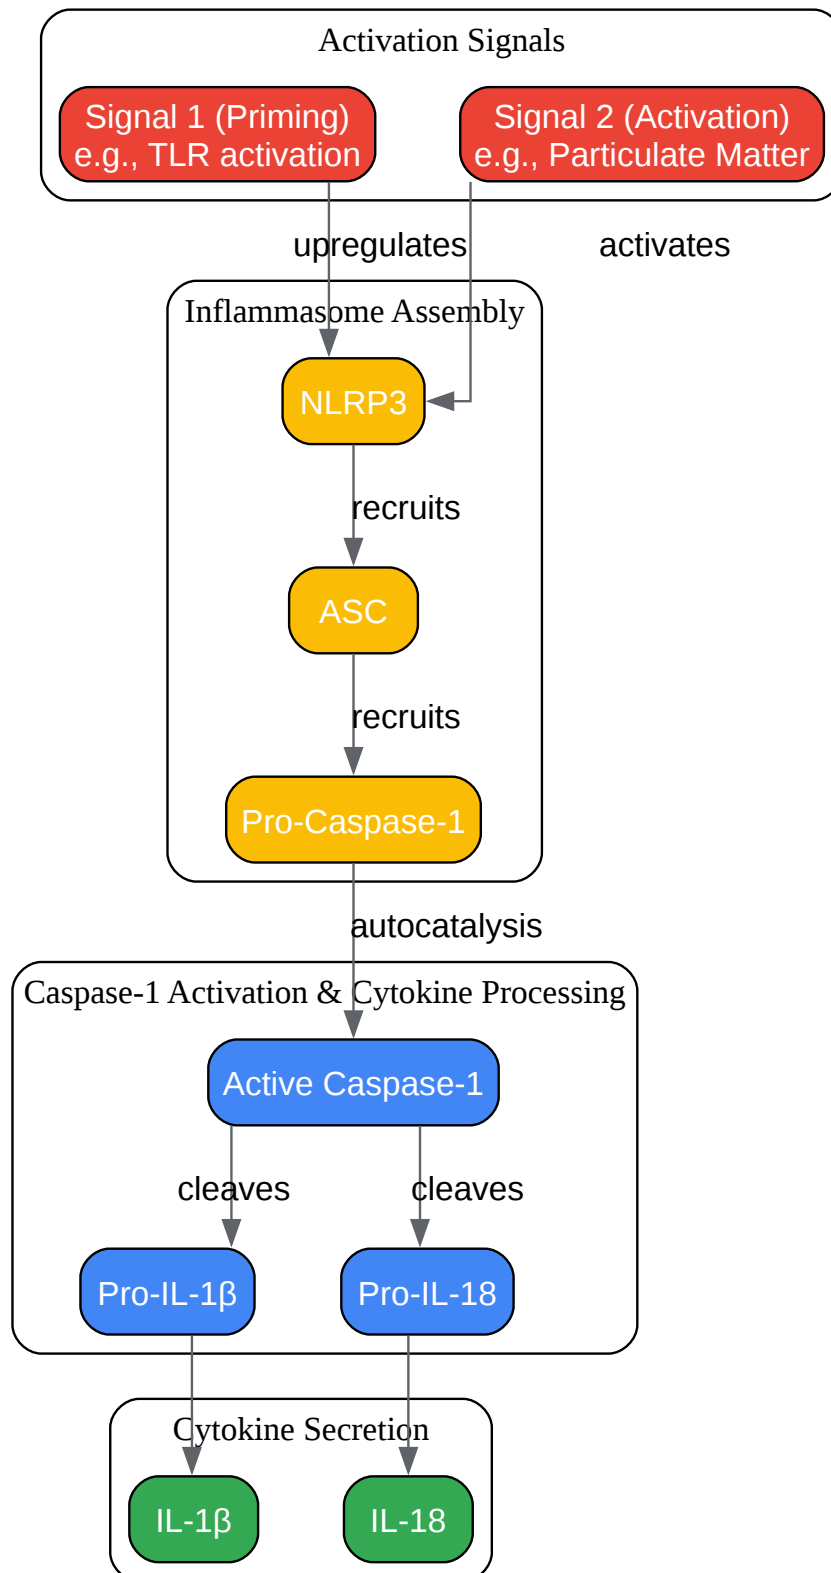 Activation Signals
Signal 1 (Priming)
e.g., TLR activation
Signal 2 (Activation)
e.g., Particulate Matter
upregulates
activates
Inflammasome Assembly
NLRP3
recruits
ASC
recruits
Pro-Caspase-1
autocatalysis
Caspase-1 Activation & Cytokine Processing
Active Caspase-1
cleaves
cleaves
Pro-IL-1β
Pro-IL-18
Cytokine Secretion
IL-1β
IL-18